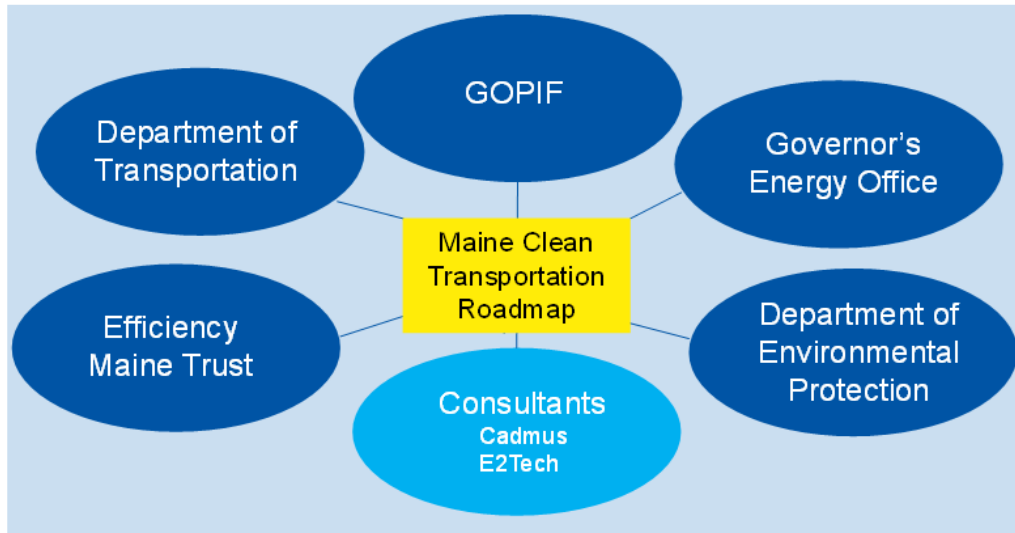 GOPIF
Department of
Transportation
Governor's
Energy Office
Maine Clean
Transportation
Roadmap
Efficiency
Maine Trust
Department of
Environmental
Protection
Consultants
Cadmus
E2Tech